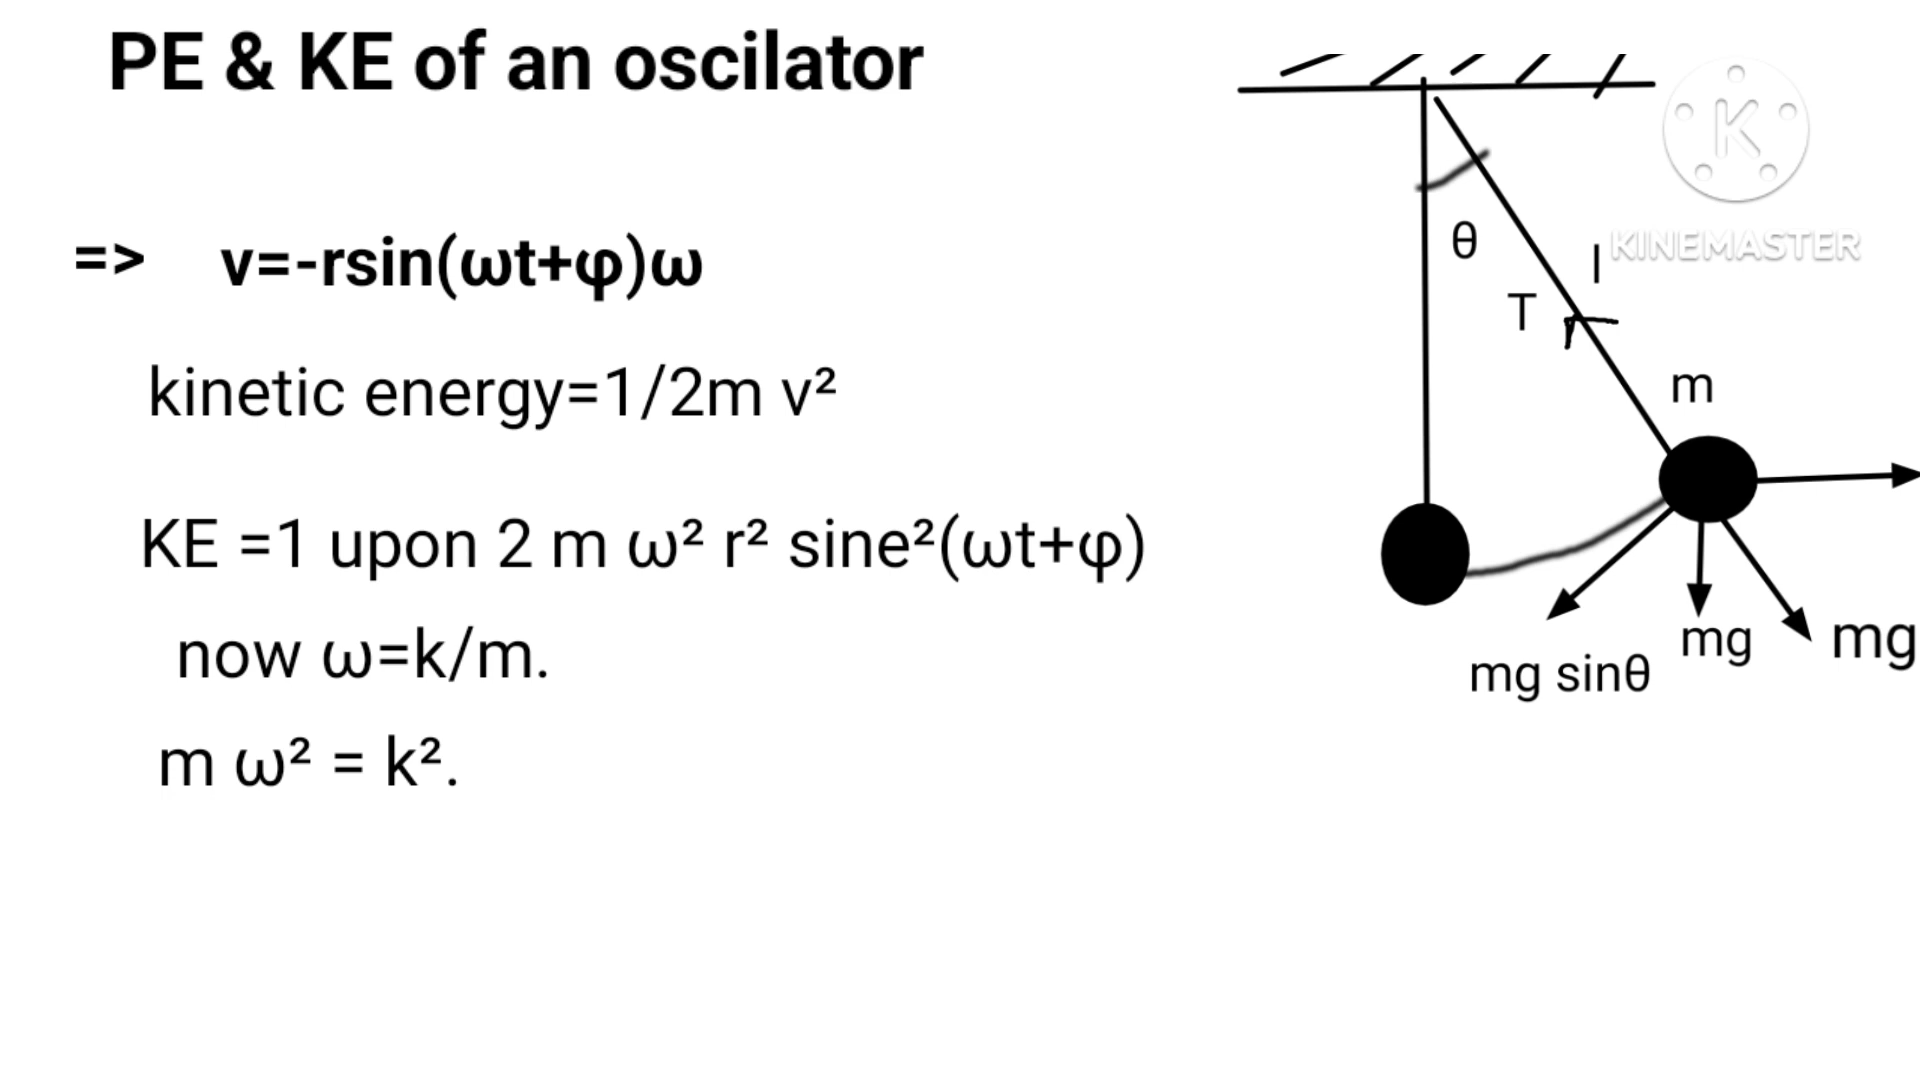 PE & KE of an oscilator
=> v=-rsin(ωt+φ)ω
kinetic energy=1/2m v²
KE =1 upon 2 m ω² r² sine²(ωt+φ)
now ω=k/m.
m ω² = k².
K
KINEMASTER
θ
l
T
m
mg sinθ
mg
mg